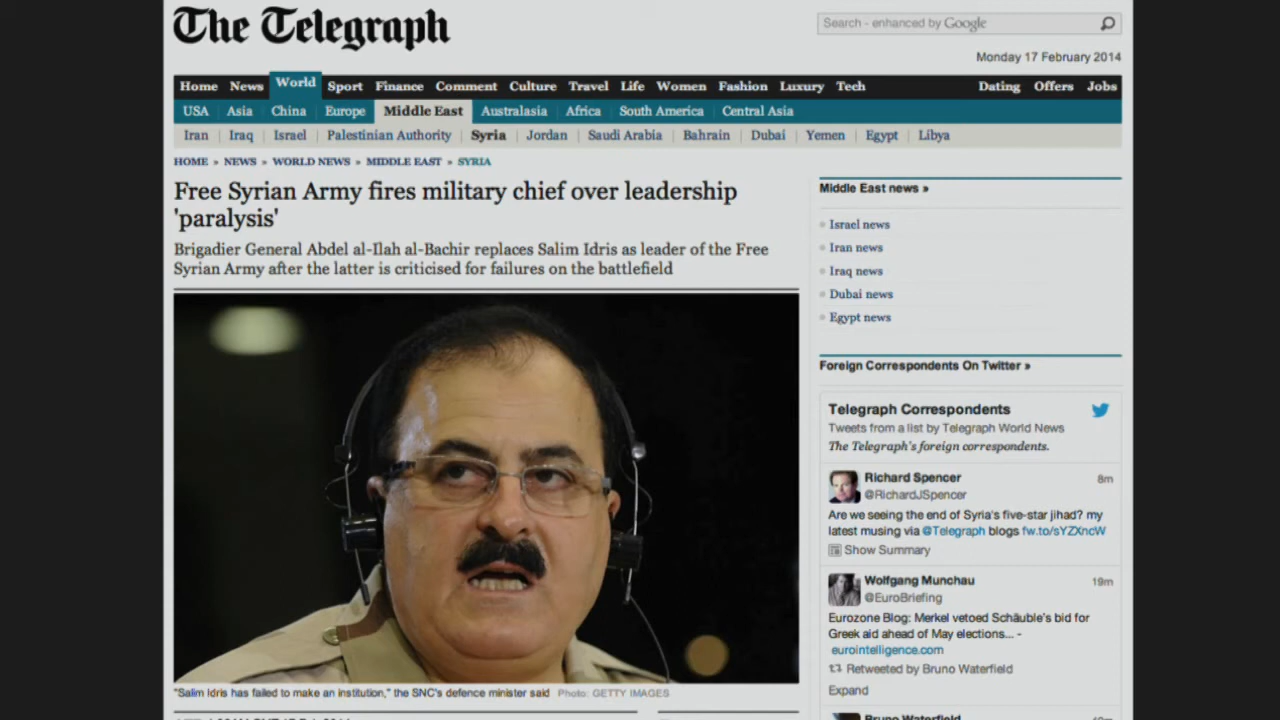 The Telegraph
Search - enhanced by Google
Monday 17 February 2014
Home News World Sport Finance Comment Culture Travel Life Women Fashion Luxury Tech Dating Offers Jobs
USA Asia China Europe Middle East Australasia Africa South America Central Asia
Iran Iraq Israel Palestinian Authority Syria Jordan Saudi Arabia Bahrain Dubai Yemen Egypt Libya
HOME » NEWS » WORLD NEWS » MIDDLE EAST » SYRIA
Free Syrian Army fires military chief over leadership
'paralysis'
Brigadier General Abdel al-Ilah al-Bachir replaces Salim Idris as leader of the Free
Syrian Army after the latter is criticised for failures on the battlefield
"Salim Idris has failed to make an institution," the SNC's defence minister said Photo: GETTY IMAGES
Middle East news »
Israel news
Iran news
Iraq news
Dubai news
Egypt news
Foreign Correspondents On Twitter »
Telegraph Correspondents
Tweets from a list by Telegraph World News
The Telegraph's foreign correspondents.
Richard Spencer 8m
@RichardJSpencer
Are we seeing the end of Syria's five-star jihad? my
latest musing via @Telegraph blogs fw.to/sYZXncW
Show Summary
Wolfgang Munchau 19m
@EuroBriefing
Eurozone Blog: Merkel vetoed Schäuble's bid for
Greek aid ahead of May elections... -
eurointelligence.com
Retweeted by Bruno Waterfield
Expand
Bruno Waterfield